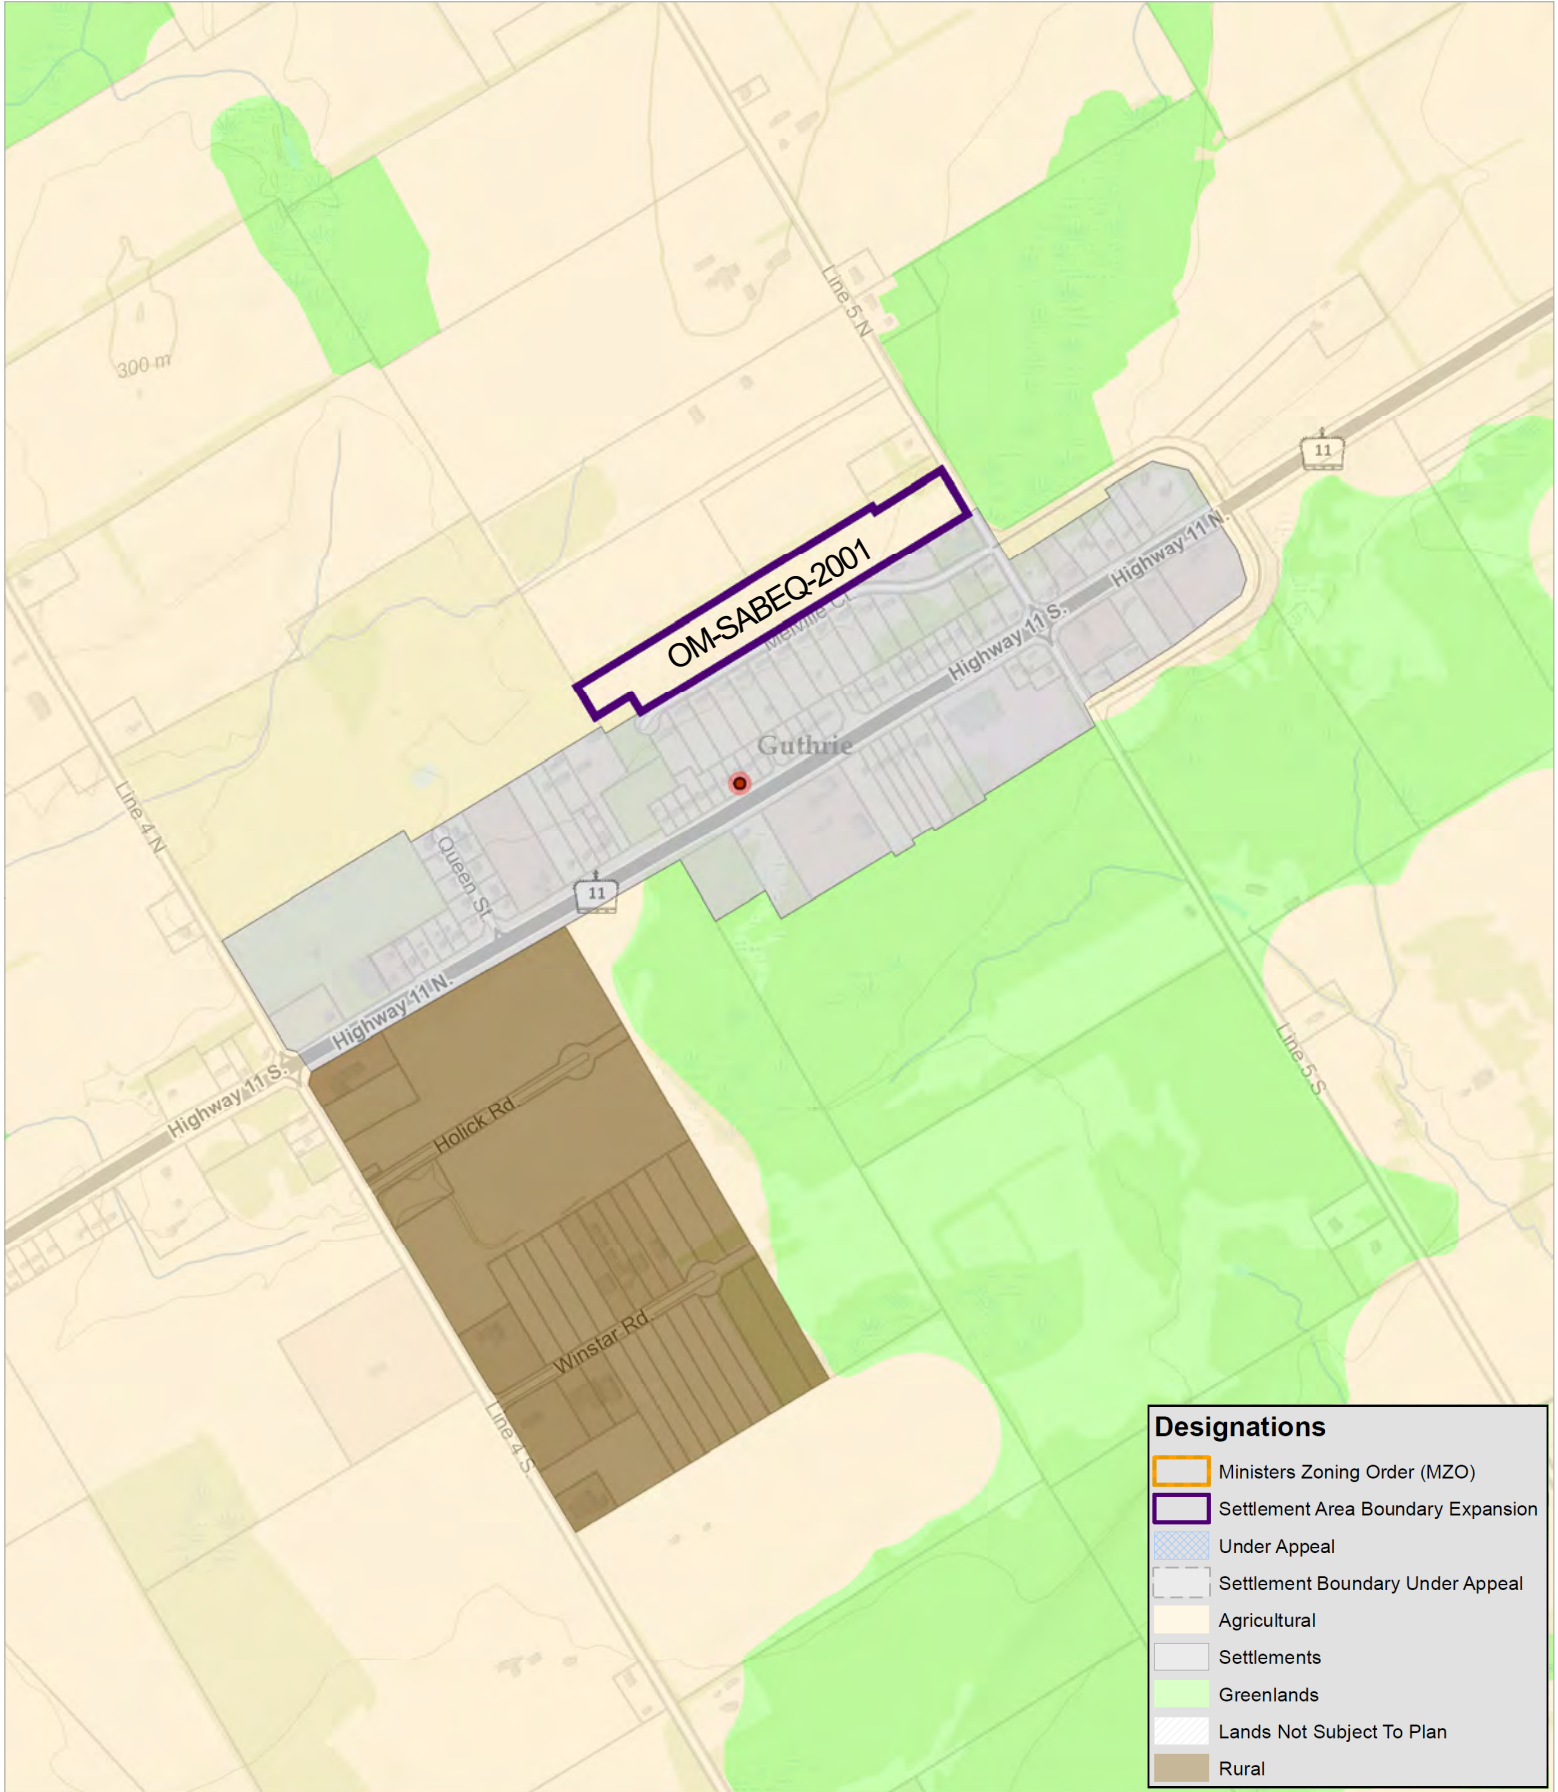 Line 5 N
300 m
11
OM-SABEQ-2001
Melville Ct.
Highway 11 N.
Highway 11 S.
Guthrie
Line 4 N
Queen St.
11
Highway 11 N.
Highway 11 S.
Holick Rd.
Line 5 S.
Winstar Rd.
Line 4 S.
Designations
Ministers Zoning Order (MZO)
Settlement Area Boundary Expansion
Under Appeal
Settlement Boundary Under Appeal
Agricultural
Settlements
Greenlands
Lands Not Subject To Plan
Rural